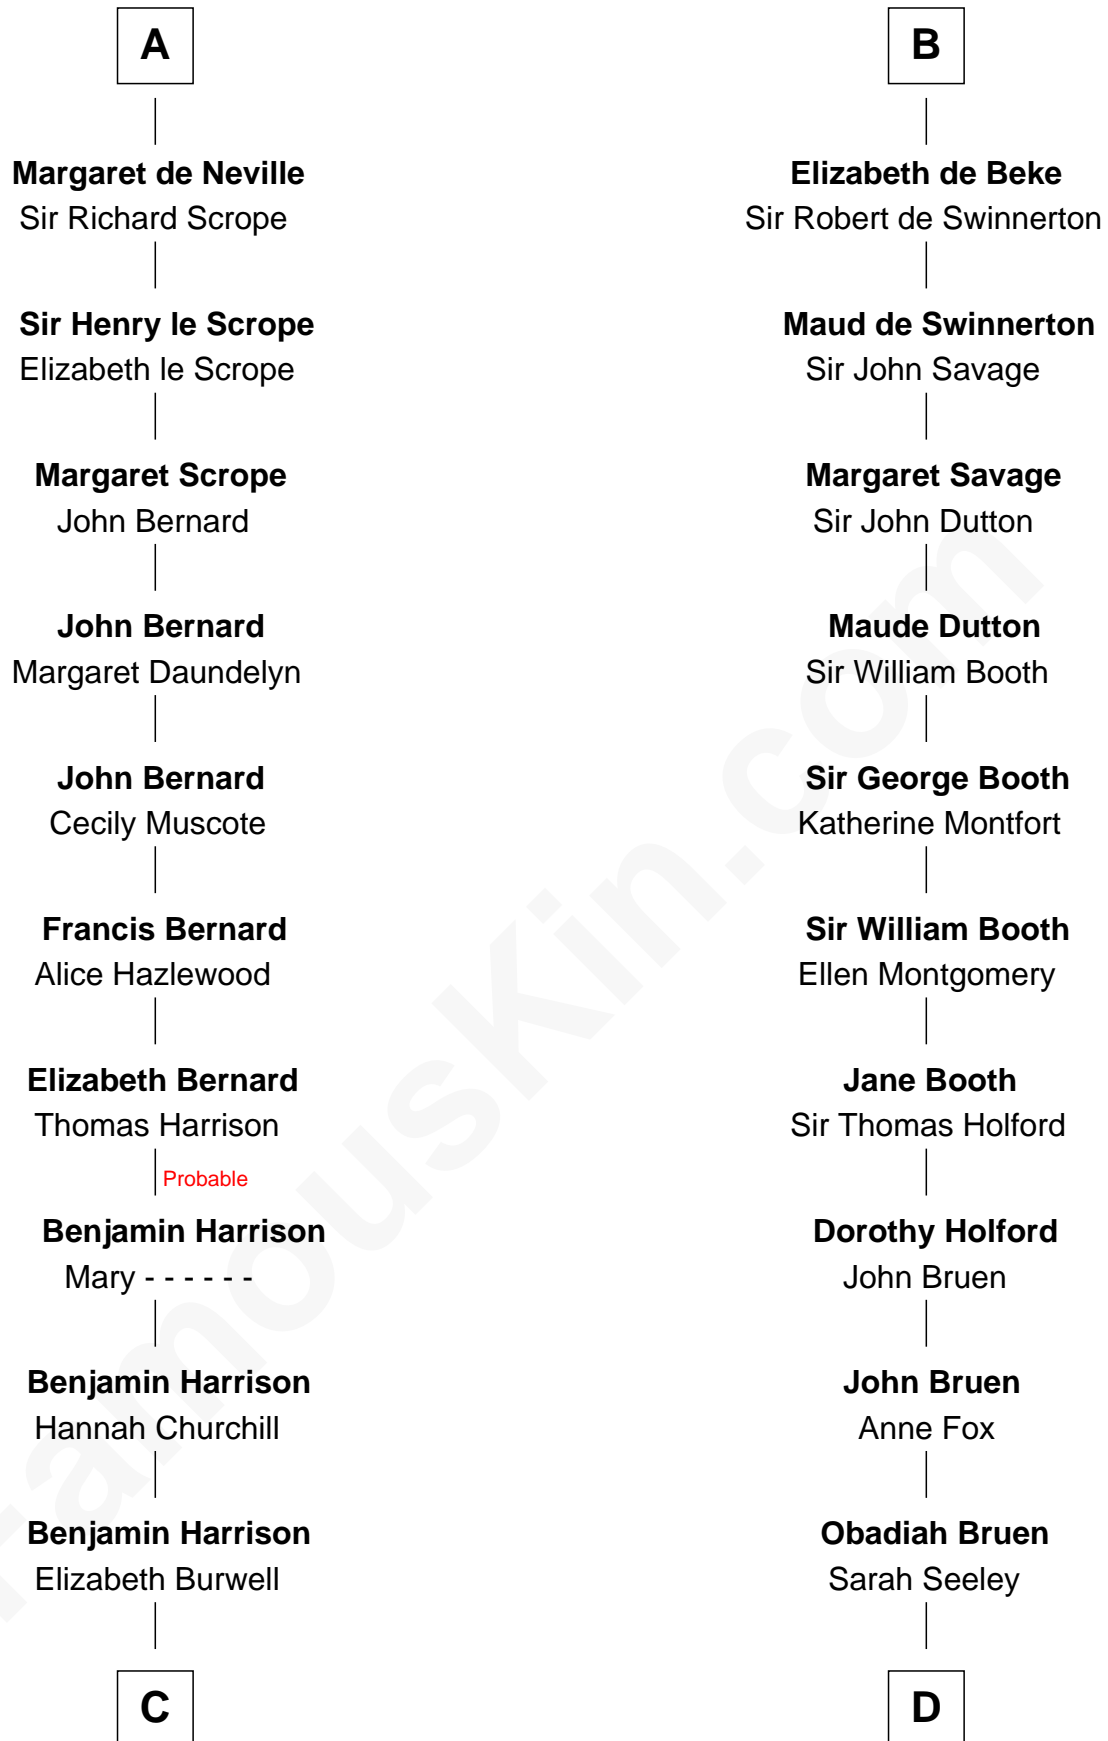 A
Margaret de Neville
Sir Richard Scrope
Sir Henry le Scrope
Elizabeth le Scrope
Margaret Scrope
John Bernard
John Bernard
Margaret Daundelyn
John Bernard
Cecily Muscote
Francis Bernard
Alice Hazlewood
Elizabeth Bernard
Thomas Harrison
Probable
Benjamin Harrison
Mary - - - - - -
Benjamin Harrison
Hannah Churchill
Benjamin Harrison
Elizabeth Burwell
C
B
Elizabeth de Beke
Sir Robert de Swinnerton
Maud de Swinnerton
Sir John Savage
Margaret Savage
Sir John Dutton
Maude Dutton
Sir William Booth
Sir George Booth
Katherine Montfort
Sir William Booth
Ellen Montgomery
Jane Booth
Sir Thomas Holford
Dorothy Holford
John Bruen
John Bruen
Anne Fox
Obadiah Bruen
Sarah Seeley
D
FamousKin.com